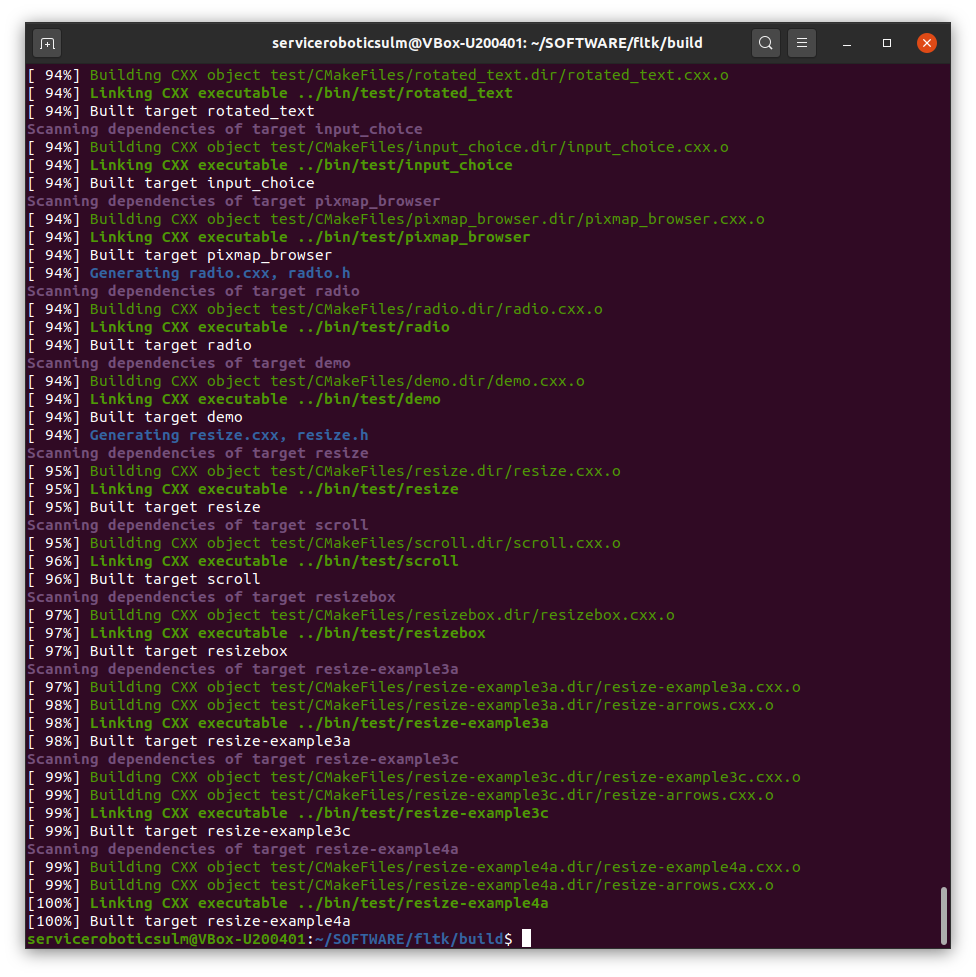 serviceroboticsulm@VBox-U200401: ~/SOFTWARE/fltk/build
[ 94%] Building CXX object test/CMakeFiles/rotated_text.dir/rotated_text.cxx.o
[ 94%] Linking CXX executable ../bin/test/rotated_text
[ 94%] Built target rotated_text
Scanning dependencies of target input_choice
[ 94%] Building CXX object test/CMakeFiles/input_choice.dir/input_choice.cxx.o
[ 94%] Linking CXX executable ../bin/test/input_choice
[ 94%] Built target input_choice
Scanning dependencies of target pixmap_browser
[ 94%] Building CXX object test/CMakeFiles/pixmap_browser.dir/pixmap_browser.cxx.o
[ 94%] Linking CXX executable ../bin/test/pixmap_browser
[ 94%] Built target pixmap_browser
[ 94%] Generating radio.cxx, radio.h
Scanning dependencies of target radio
[ 94%] Building CXX object test/CMakeFiles/radio.dir/radio.cxx.o
[ 94%] Linking CXX executable ../bin/test/radio
[ 94%] Built target radio
Scanning dependencies of target demo
[ 94%] Building CXX object test/CMakeFiles/demo.dir/demo.cxx.o
[ 94%] Linking CXX executable ../bin/test/demo
[ 94%] Built target demo
[ 94%] Generating resize.cxx, resize.h
Scanning dependencies of target resize
[ 95%] Building CXX object test/CMakeFiles/resize.dir/resize.cxx.o
[ 95%] Linking CXX executable ../bin/test/resize
[ 95%] Built target resize
Scanning dependencies of target scroll
[ 95%] Building CXX object test/CMakeFiles/scroll.dir/scroll.cxx.o
[ 96%] Linking CXX executable ../bin/test/scroll
[ 96%] Built target scroll
Scanning dependencies of target resizebox
[ 97%] Building CXX object test/CMakeFiles/resizebox.dir/resizebox.cxx.o
[ 97%] Linking CXX executable ../bin/test/resizebox
[ 97%] Built target resizebox
Scanning dependencies of target resize-example3a
[ 97%] Building CXX object test/CMakeFiles/resize-example3a.dir/resize-example3a.cxx.o
[ 98%] Building CXX object test/CMakeFiles/resize-example3a.dir/resize-arrows.cxx.o
[ 98%] Linking CXX executable ../bin/test/resize-example3a
[ 98%] Built target resize-example3a
Scanning dependencies of target resize-example3c
[ 99%] Building CXX object test/CMakeFiles/resize-example3c.dir/resize-example3c.cxx.o
[ 99%] Building CXX object test/CMakeFiles/resize-example3c.dir/resize-arrows.cxx.o
[ 99%] Linking CXX executable ../bin/test/resize-example3c
[ 99%] Built target resize-example3c
Scanning dependencies of target resize-example4a
[ 99%] Building CXX object test/CMakeFiles/resize-example4a.dir/resize-example4a.cxx.o
[ 99%] Building CXX object test/CMakeFiles/resize-example4a.dir/resize-arrows.cxx.o
[100%] Linking CXX executable ../bin/test/resize-example4a
[100%] Built target resize-example4a
serviceroboticsulm@VBox-U200401:~/SOFTWARE/fltk/build$